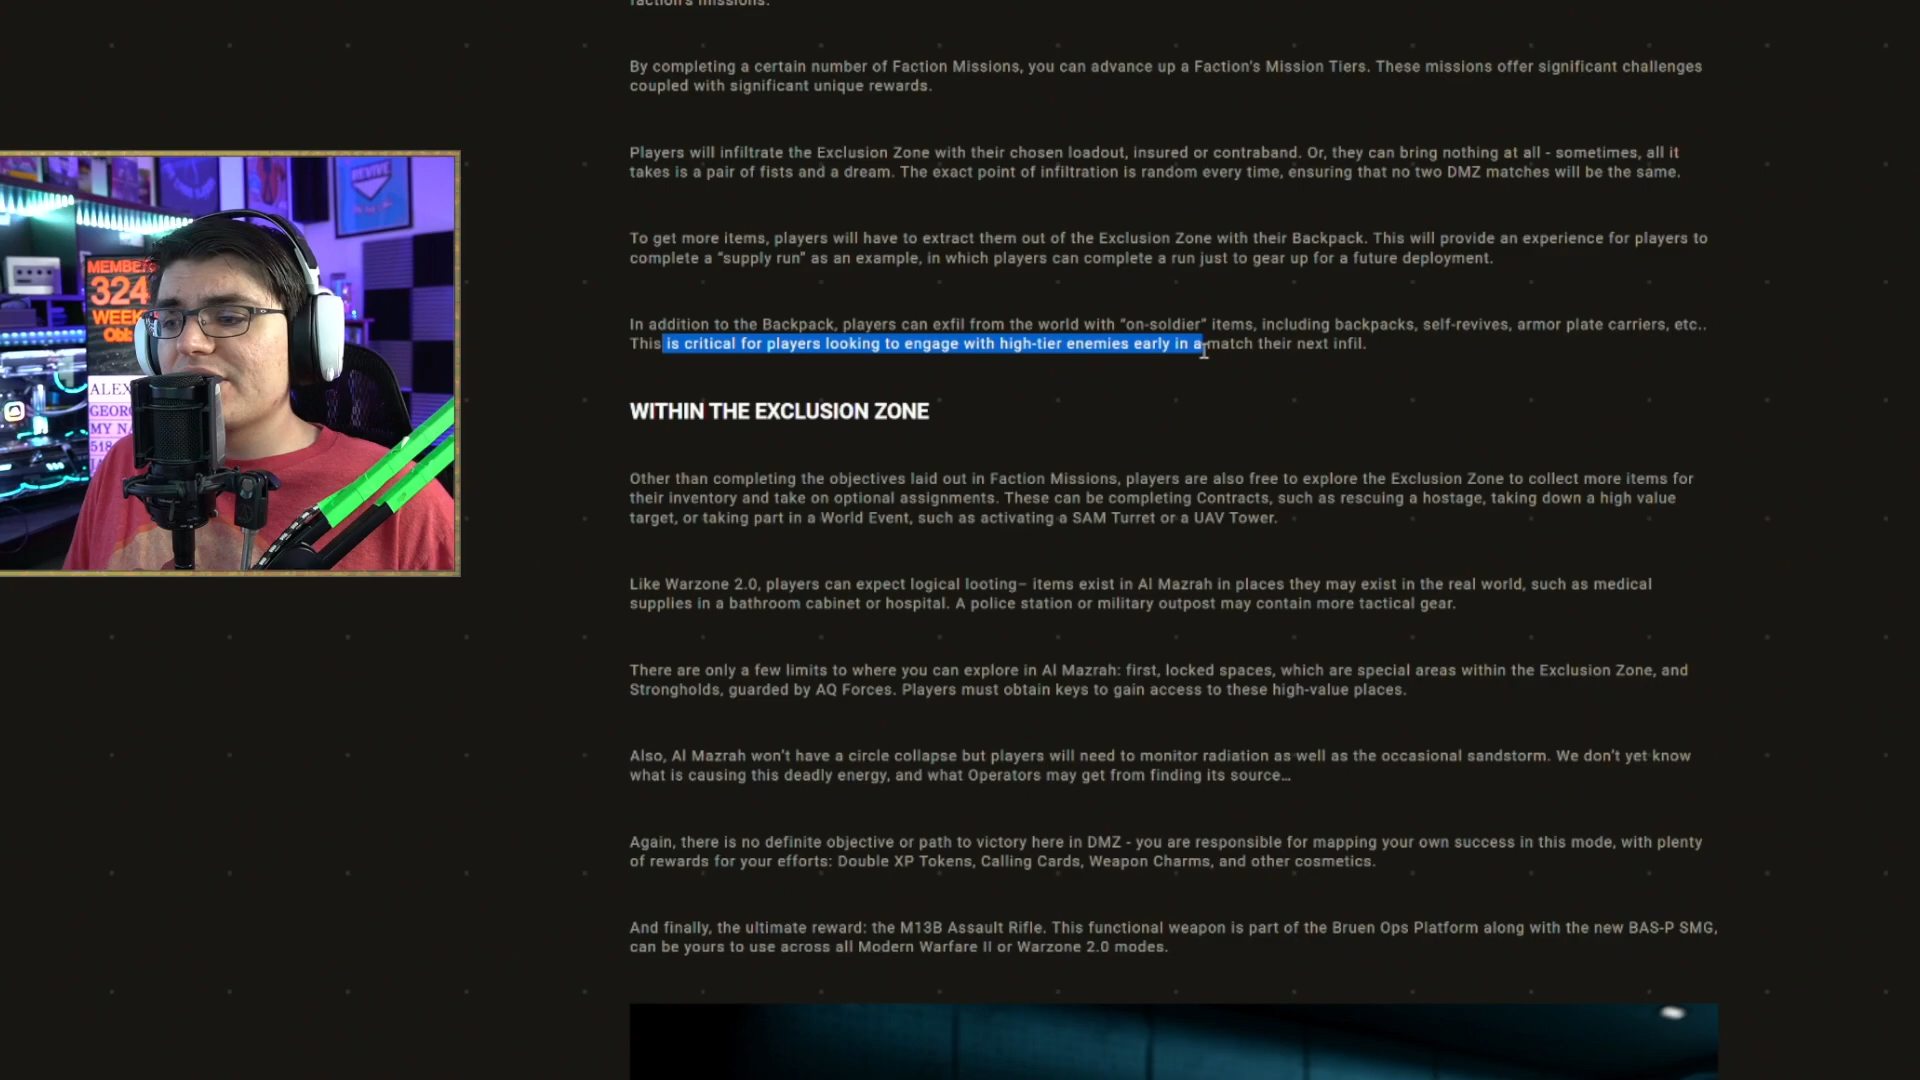 faction's missions.
By completing a certain number of Faction Missions, you can advance up a Faction's Mission Tiers. These missions offer significant challenges
coupled with significant unique rewards.
Players will infiltrate the Exclusion Zone with their chosen loadout, insured or contraband. Or, they can bring nothing at all - sometimes, all it
takes is a pair of fists and a dream. The exact point of infiltration is random every time, ensuring that no two DMZ matches will be the same.
To get more items, players will have to extract them out of the Exclusion Zone with their Backpack. This will provide an experience for players to
complete a “supply run” as an example, in which players can complete a run just to gear up for a future deployment.
In addition to the Backpack, players can exfil from the world with “on-soldier” items, including backpacks, self-revives, armor plate carriers, etc..
This is critical for players looking to engage with high-tier enemies early in a match their next infil.
WITHIN THE EXCLUSION ZONE
Other than completing the objectives laid out in Faction Missions, players are also free to explore the Exclusion Zone to collect more items for
their inventory and take on optional assignments. These can be completing Contracts, such as rescuing a hostage, taking down a high value
target, or taking part in a World Event, such as activating a SAM Turret or a UAV Tower.
Like Warzone 2.0, players can expect logical looting– items exist in Al Mazrah in places they may exist in the real world, such as medical
supplies in a bathroom cabinet or hospital. A police station or military outpost may contain more tactical gear.
There are only a few limits to where you can explore in Al Mazrah: first, locked spaces, which are special areas within the Exclusion Zone, and
Strongholds, guarded by AQ Forces. Players must obtain keys to gain access to these high-value places.
Also, Al Mazrah won't have a circle collapse but players will need to monitor radiation as well as the occasional sandstorm. We don't yet know
what is causing this deadly energy, and what Operators may get from finding its source…
Again, there is no definite objective or path to victory here in DMZ - you are responsible for mapping your own success in this mode, with plenty
of rewards for your efforts: Double XP Tokens, Calling Cards, Weapon Charms, and other cosmetics.
And finally, the ultimate reward: the M13B Assault Rifle. This functional weapon is part of the Bruen Ops Platform along with the new BAS-P SMG,
can be yours to use across all Modern Warfare II or Warzone 2.0 modes.
REVIVE
324
WEEK
ALEX
MY NA
518